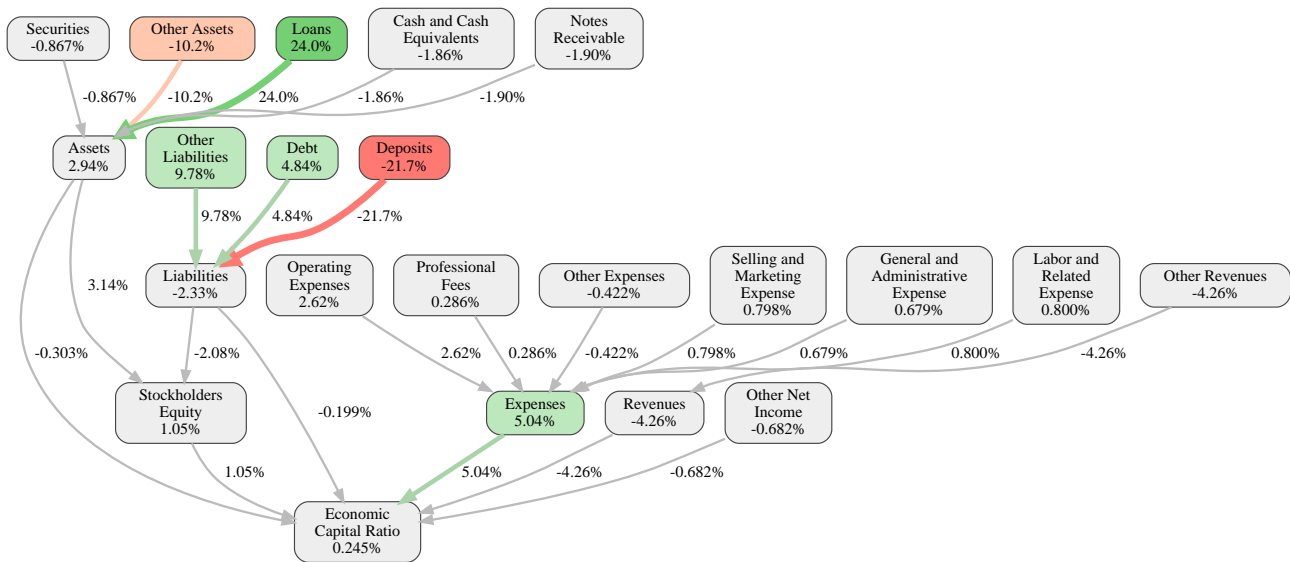 Securities
-0.867%
Other Assets
-10.2%
Loans
24.0%
Cash and Cash
Equivalents
-1.86%
Notes
Receivable
-1.90%
-0.867%
-10.2%
24.0%
-1.86%
-1.90%
Assets
2.94%
Other
Liabilities
9.78%
Debt
4.84%
Deposits
-21.7%
9.78%
4.84%
-21.7%
3.14%
Liabilities
-2.33%
Operating
Expenses
2.62%
Professional
Fees
0.286%
Other Expenses
-0.422%
Selling and
Marketing
Expense
0.798%
General and
Administrative
Expense
0.679%
Labor and
Related
Expense
0.800%
Other Revenues
-4.26%
-0.303%
-2.08%
2.62%
0.286%
-0.422%
0.798%
0.679%
0.800%
-4.26%
Stockholders
Equity
1.05%
-0.199%
Expenses
5.04%
Revenues
-4.26%
Other Net
Income
-0.682%
1.05%
5.04%
-4.26%
-0.682%
Economic
Capital Ratio
0.245%